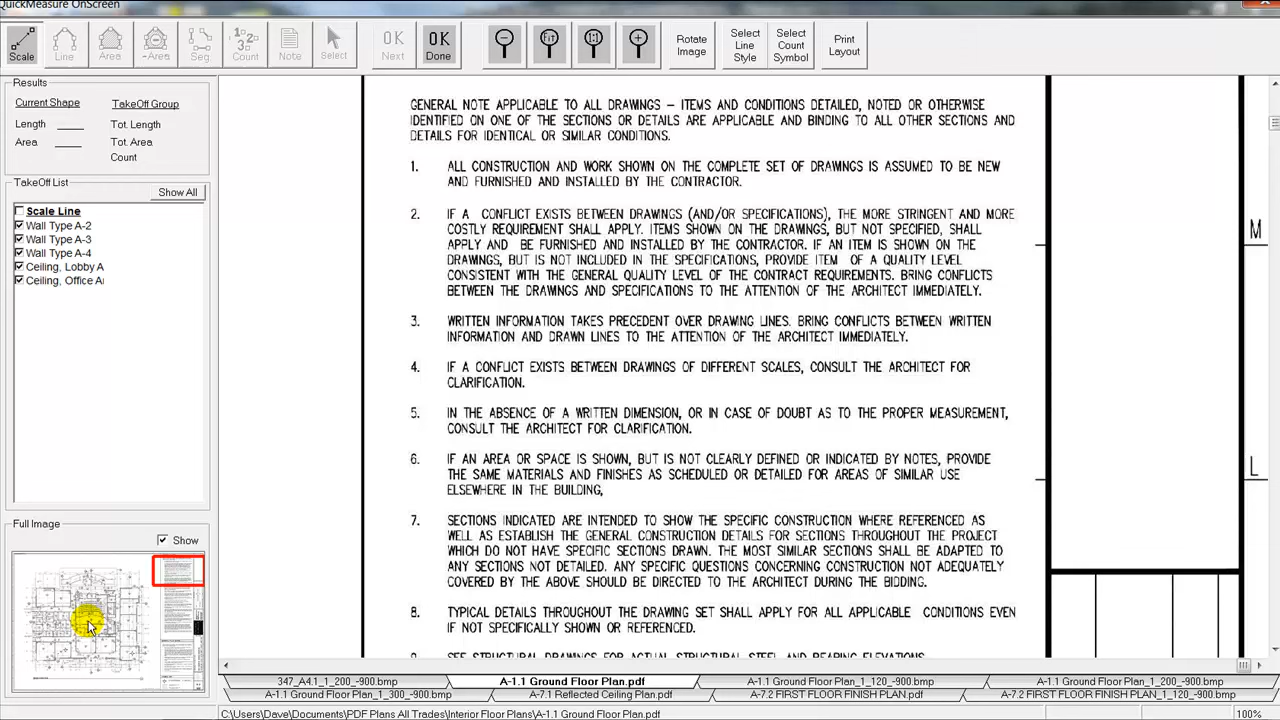 QuickMeasure OnScreen
Scale
Line
Area
-Area
Seg.
Count
Note
Select
OK
Next
OK
Done
Fit
1:1
Rotate
Image
Select
Line
Style
Select
Count
Symbol
Print
Layout
Results
Current Shape
TakeOff Group
Length
Tot. Length
Area
Tot. Area
Count
TakeOff List
Show All
Scale Line
Wall Type A-2
Wall Type A-3
Wall Type A-4
Ceiling, Lobby A
Ceiling, Office Ar
Full Image
Show
GENERAL NOTE APPLICABLE TO ALL DRAWINGS – ITEMS AND CONDITIONS DETAILED, NOTED OR OTHERWISE
IDENTIFIED ON ONE OF THE SECTIONS OR DETAILS ARE APPLICABLE AND BINDING TO ALL OTHER SECTIONS AND
DETAILS FOR IDENTICAL OR SIMILAR CONDITIONS.
1. ALL CONSTRUCTION AND WORK SHOWN ON THE COMPLETE SET OF DRAWINGS IS ASSUMED TO BE NEW
AND FURNISHED AND INSTALLED BY THE CONTRACTOR.
2. IF A CONFLICT EXISTS BETWEEN DRAWINGS (AND/OR SPECIFICATIONS), THE MORE STRINGENT AND MORE
COSTLY REQUIREMENT SHALL APPLY. ITEMS SHOWN ON THE DRAWINGS, BUT NOT SPECIFIED, SHALL
APPLY AND BE FURNISHED AND INSTALLED BY THE CONTRACTOR. IF AN ITEM IS SHOWN ON THE
DRAWINGS, BUT IS NOT INCLUDED IN THE SPECIFICATIONS, PROVIDE ITEM OF A QUALITY LEVEL
CONSISTENT WITH THE GENERAL QUALITY LEVEL OF THE CONTRACT REQUIREMENTS. BRING CONFLICTS
BETWEEN THE DRAWINGS AND SPECIFICATIONS TO THE ATTENTION OF THE ARCHITECT IMMEDIATELY.
3. WRITTEN INFORMATION TAKES PRECEDENT OVER DRAWING LINES. BRING CONFLICTS BETWEEN WRITTEN
INFORMATION AND DRAWN LINES TO THE ATTENTION OF THE ARCHITECT IMMEDIATELY.
4. IF A CONFLICT EXISTS BETWEEN DRAWINGS OF DIFFERENT SCALES, CONSULT THE ARCHITECT FOR
CLARIFICATION.
5. IN THE ABSENCE OF A WRITTEN DIMENSION, OR IN CASE OF DOUBT AS TO THE PROPER MEASUREMENT,
CONSULT THE ARCHITECT FOR CLARIFICATION.
6. IF AN AREA OR SPACE IS SHOWN, BUT IS NOT CLEARLY DEFINED OR INDICATED BY NOTES, PROVIDE
THE SAME MATERIALS AND FINISHES AS SCHEDULED OR DETAILED FOR AREAS OF SIMILAR USE
ELSEWHERE IN THE BUILDING,
7. SECTIONS INDICATED ARE INTENDED TO SHOW THE SPECIFIC CONSTRUCTION WHERE REFERENCED AS
WELL AS ESTABLISH THE GENERAL CONSTRUCTION DETAILS FOR SECTIONS THROUGHOUT THE PROJECT
WHICH DO NOT HAVE SPECIFIC SECTIONS DRAWN. THE MOST SIMILAR SECTIONS SHALL BE ADAPTED TO
ANY SECTIONS NOT DETAILED. ANY SPECIFIC QUESTIONS CONCERNING CONSTRUCTION NOT ADEQUATELY
COVERED BY THE ABOVE SHOULD BE DIRECTED TO THE ARCHITECT DURING THE BIDDING.
8. TYPICAL DETAILS THROUGHOUT THE DRAWING SET SHALL APPLY FOR ALL APPLICABLE CONDITIONS EVEN
IF NOT SPECIFICALLY SHOWN OR REFERENCED.
9. SEE STRUCTURAL DRAWINGS FOR ACTUAL STRUCTURAL STEEL AND BEARING ELEVATIONS
M
L
347_A4.1_1_200_-900.bmp
A-1.1 Ground Floor Plan.pdf
A-1.1 Ground Floor Plan_1_120_-900.bmp
A-1.1 Ground Floor Plan_1_200_-900.bmp
A-1.1 Ground Floor Plan_1_300_-900.bmp
A-7.1 Reflected Ceiling Plan.pdf
A-7.2 FIRST FLOOR FINISH PLAN.pdf
A-7.2 FIRST FLOOR FINISH PLAN_1_120_-900.bmp
C:\Users\Dave\Documents\PDF Plans All Trades\Interior Floor Plans\A-1.1 Ground Floor Plan.pdf
100%